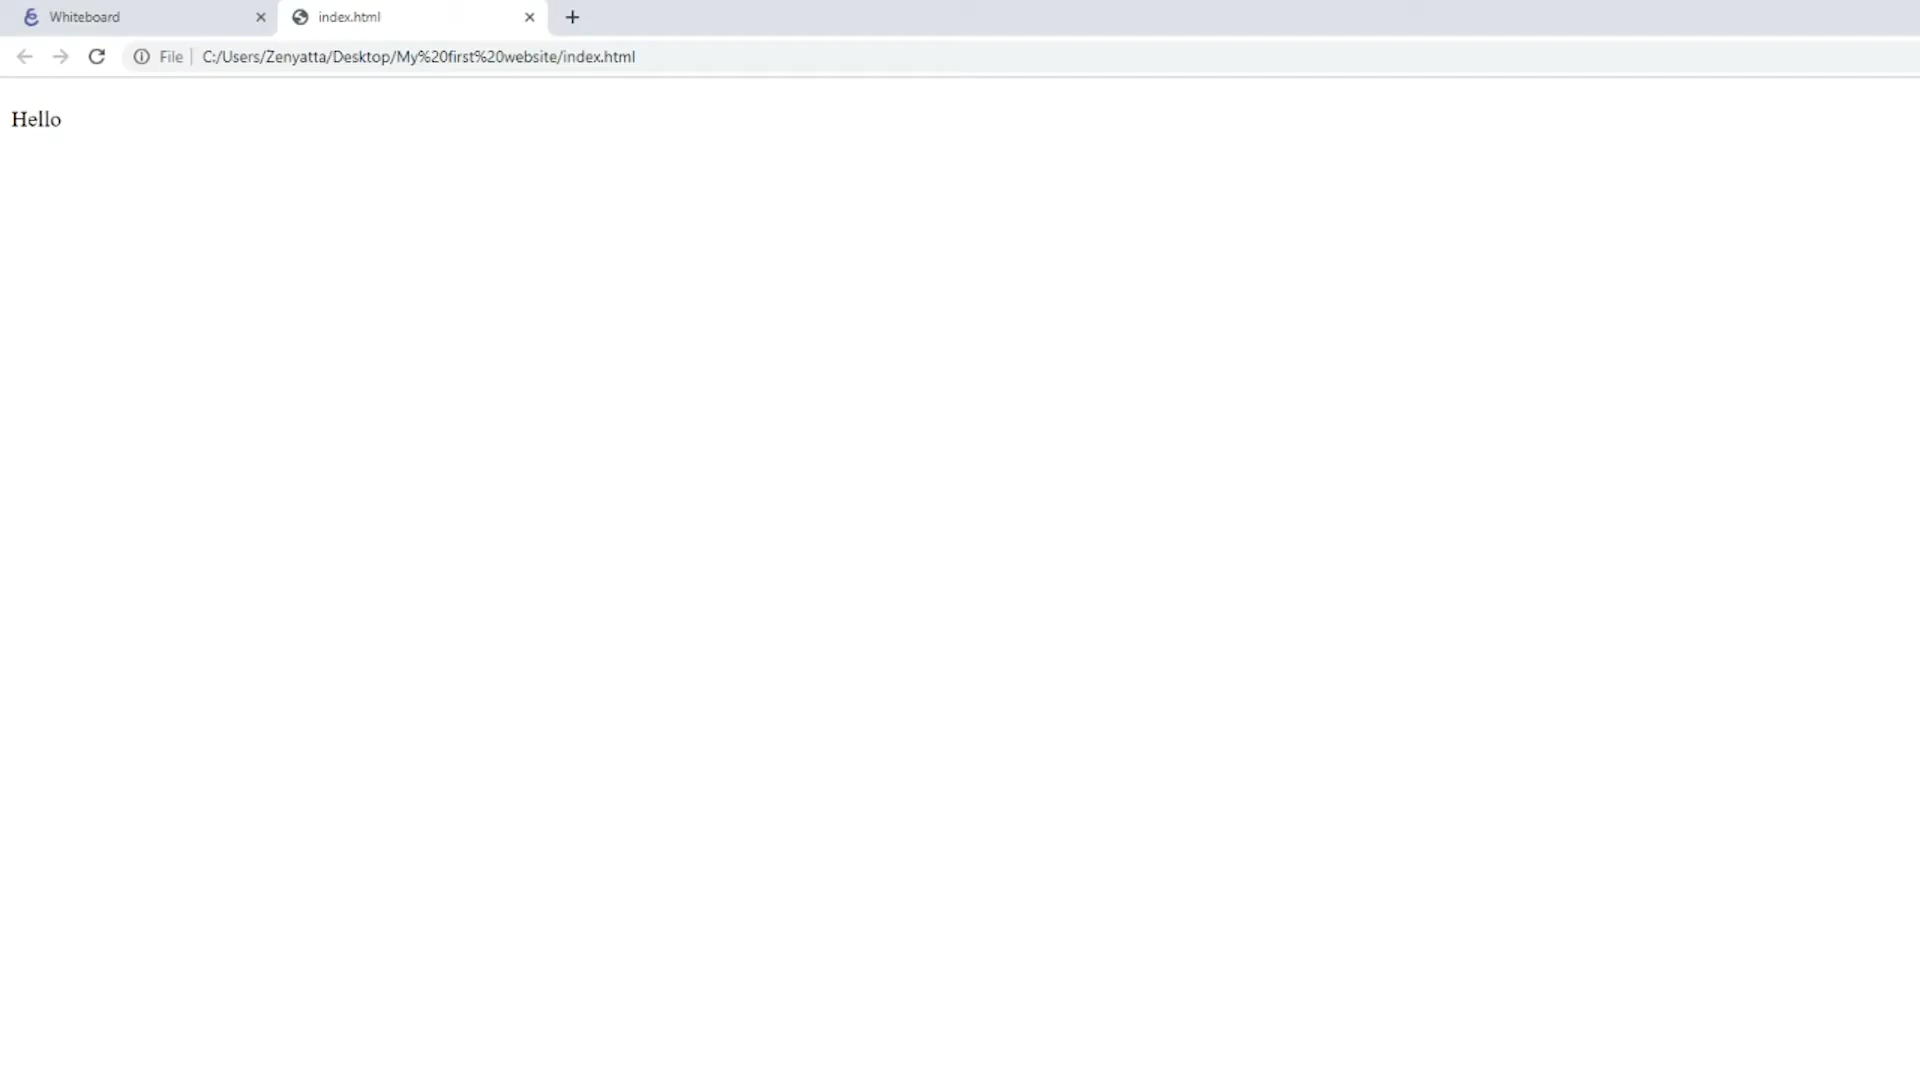 Whiteboard
index.html
File
C:/Users/Zenyatta/Desktop/My%20first%20website/index.html
Hello